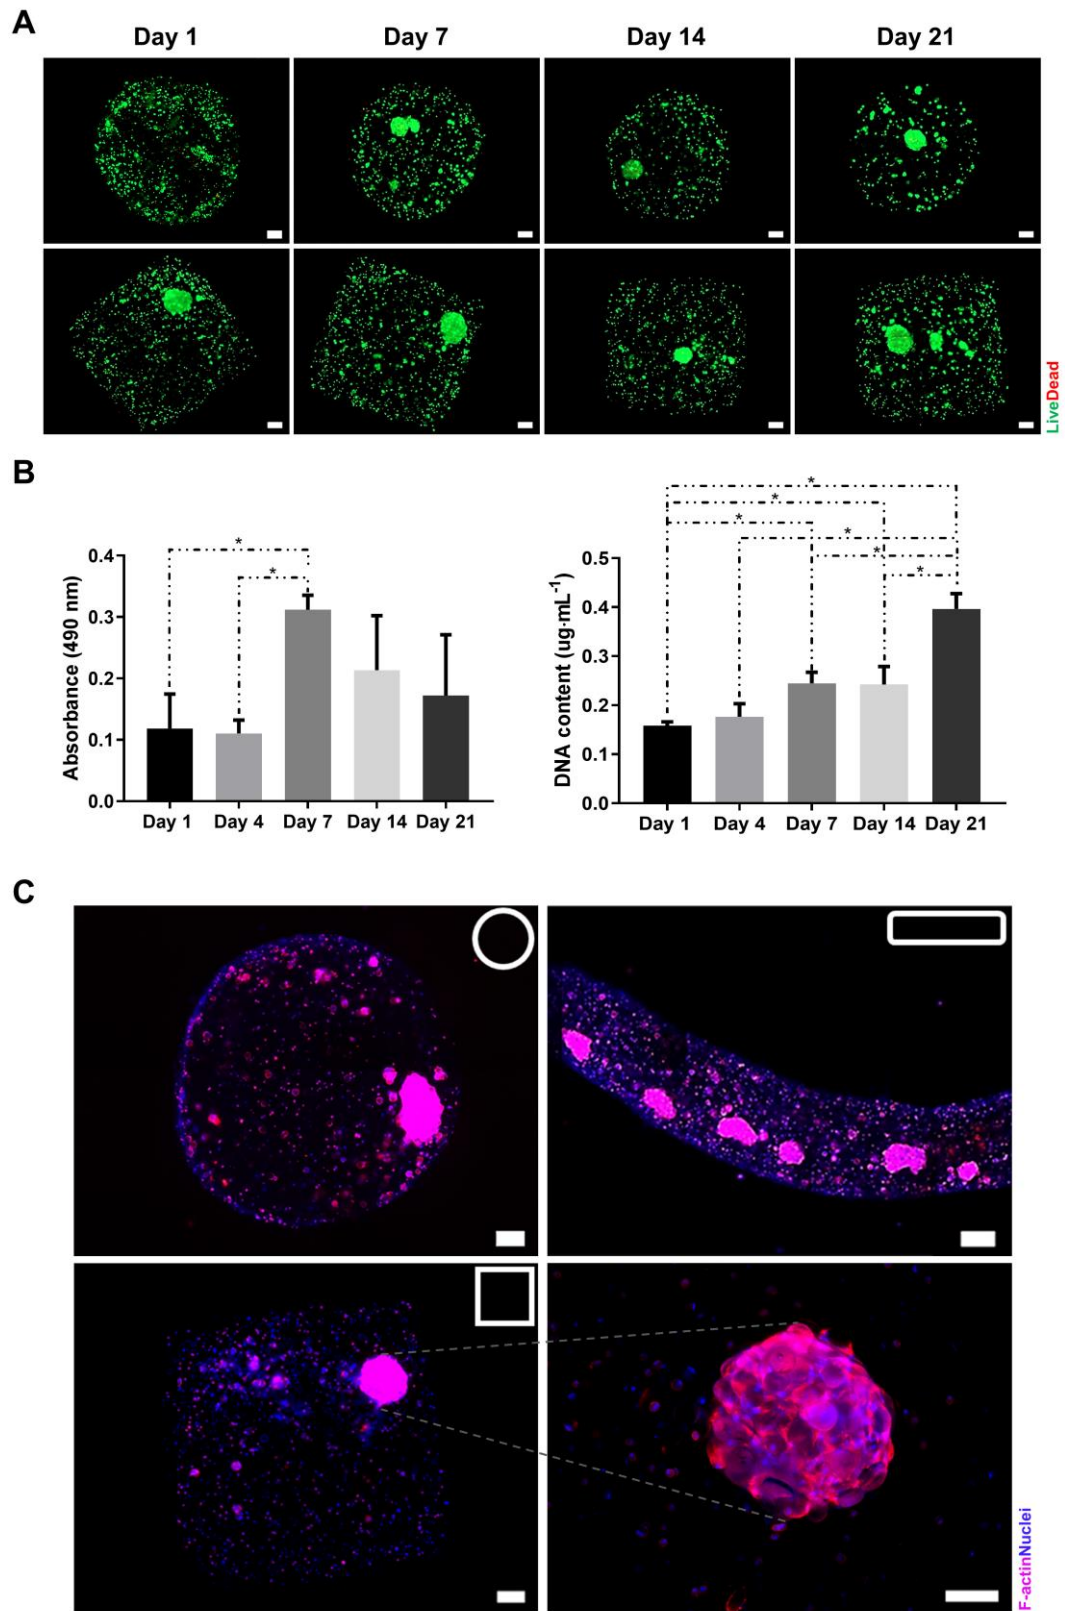 A
Day 1 Day 7 Day 14 Day 21
LiveDead
B
Absorbance (490 nm)
0.4
0.3
0.2
0.1
0.0
* *
Day 1 Day 4 Day 7 Day 14 Day 21
DNA content (ug·mL⁻¹)
0.5
0.4
0.3
0.2
0.1
0.0
* * * * * *
Day 1 Day 4 Day 7 Day 14 Day 21
C
F-actinNuclei